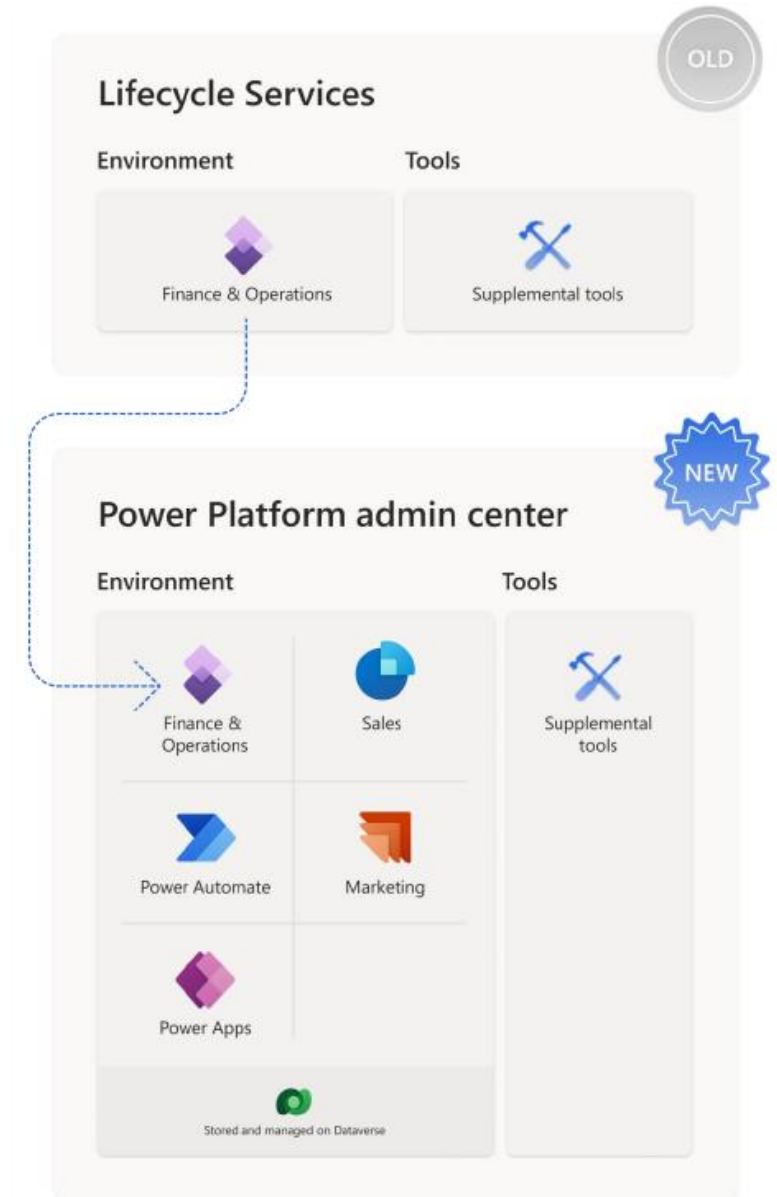 OLD
Lifecycle Services
Environment
Tools
Finance & Operations
Supplemental tools
NEW
Power Platform admin center
Environment
Tools
Finance &
Operations
Sales
Supplemental
tools
Power Automate
Marketing
Power Apps
Stored and managed on Dataverse